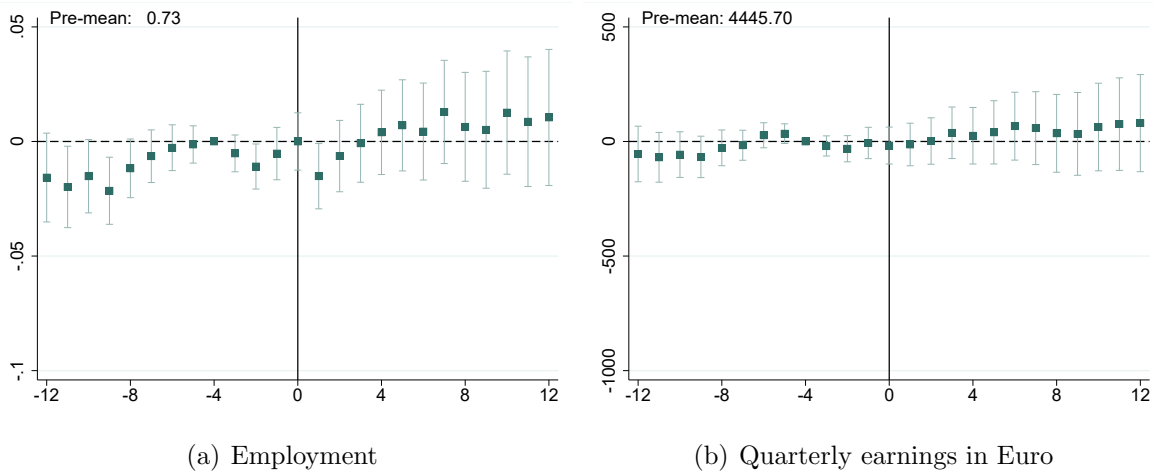 Pre-mean: 0.73
.05
0
-.05
-.1
-12 -8 -4 0 4 8 12
(a) Employment
Pre-mean: 4445.70
500
0
-500
-1000
-12 -8 -4 0 4 8 12
(b) Quarterly earnings in Euro